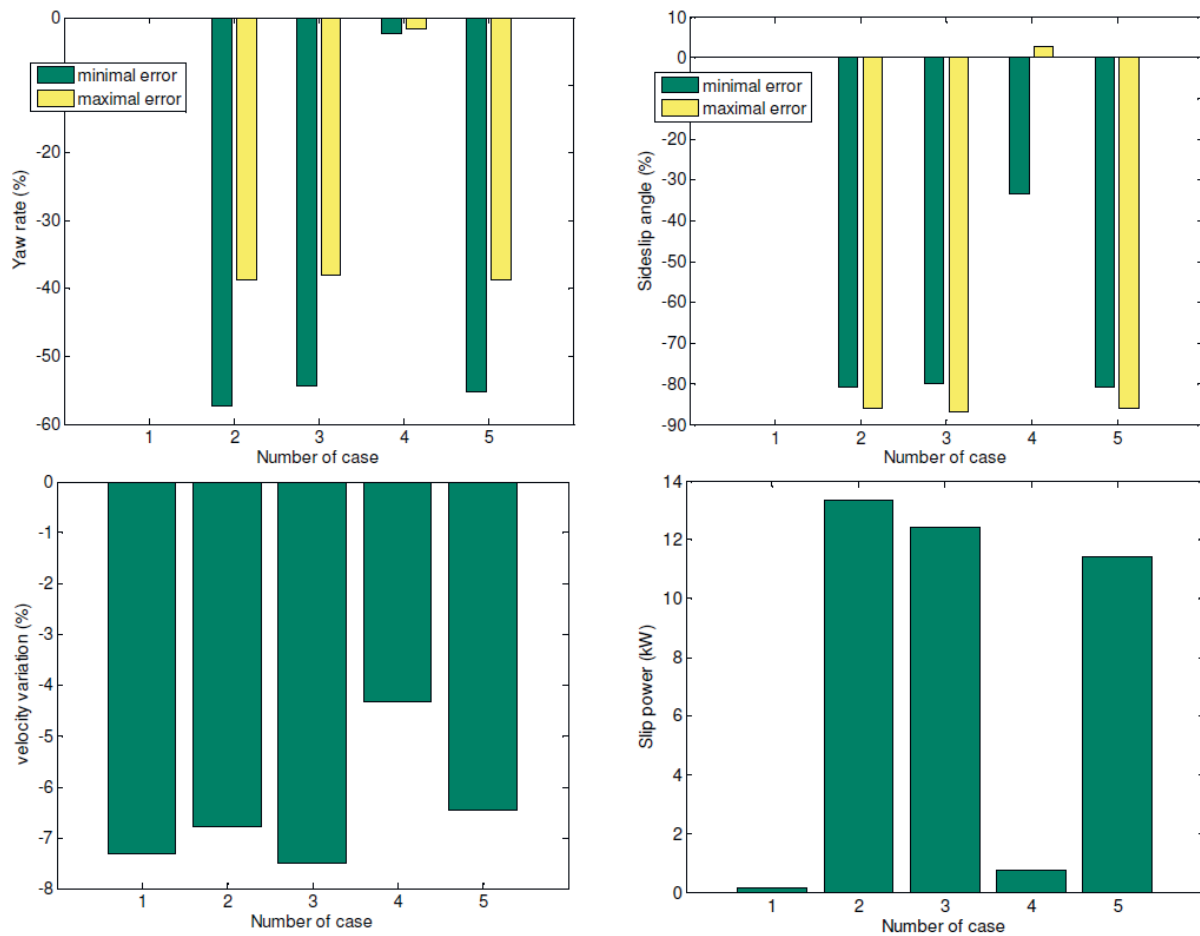 0
-20
-30
-40
-50
-60
Yaw rate (%)
minimal error
maximal error
1 2 3 4 5
Number of case
10
0
-20
-30
-40
-50
-60
-70
-80
-90
Sideslip angle (%)
minimal error
maximal error
1 2 3 4 5
Number of case
0
-1
-2
-3
-4
-5
-6
-7
-8
velocity variation (%)
1 2 3 4 5
Number of case
14
12
10
8
6
4
2
0
Slip power (kW)
1 2 3 4 5
Number of case